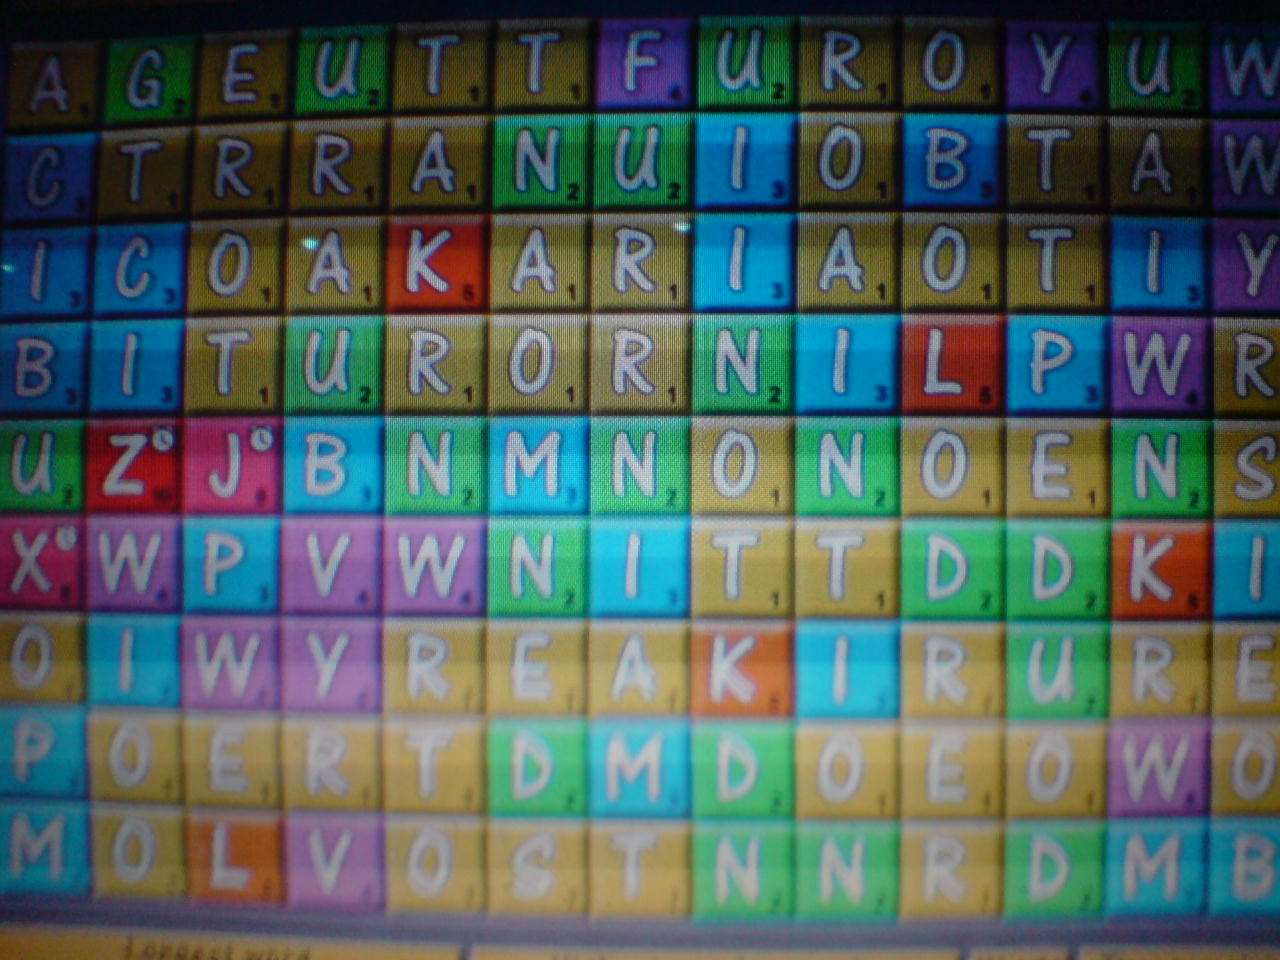 A G E U T T F U R O Y U W
C T R R A N U I O B T A W
I C O A K A R I A O T I Y
B I T U R O R N I L P W R
U Z J B N M N O N O E N S
X W P V W N I T T D D K I
O I W Y R E A K I R U R E
P O E R T D M D O E O W O
M O L V O S T N N R D M B
Longest word